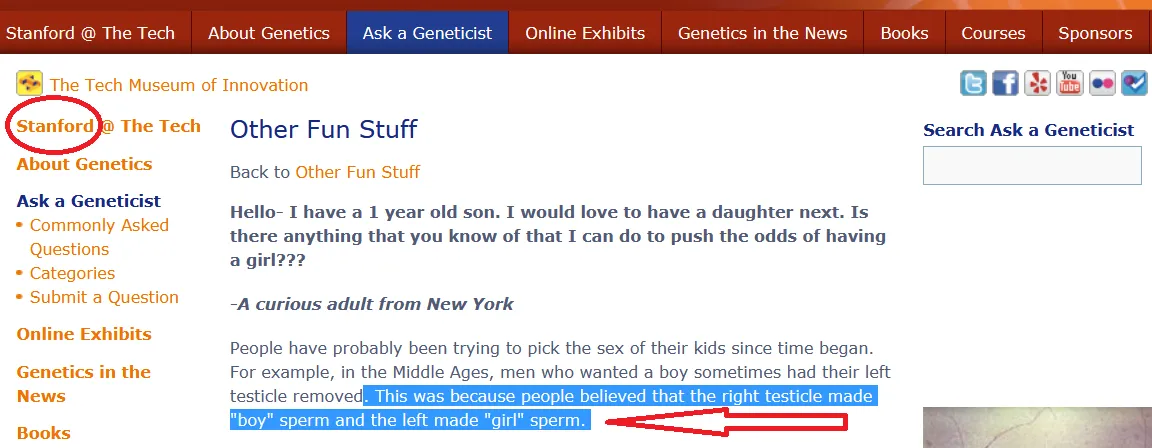 Stanford @ The Tech
About Genetics
Ask a Geneticist
Online Exhibits
Genetics in the News
Books
Courses
Sponsors
The Tech Museum of Innovation
You
Tube
Stanford @ The Tech
About Genetics
Ask a Geneticist
• Commonly Asked
Questions
• Categories
• Submit a Question
Online Exhibits
Genetics in the
News
Books
Other Fun Stuff
Back to Other Fun Stuff
Hello- I have a 1 year old son. I would love to have a daughter next. Is
there anything that you know of that I can do to push the odds of having
a girl???
-A curious adult from New York
People have probably been trying to pick the sex of their kids since time began.
For example, in the Middle Ages, men who wanted a boy sometimes had their left
testicle removed. This was because people believed that the right testicle made
"boy" sperm and the left made "girl" sperm.
Search Ask a Geneticist